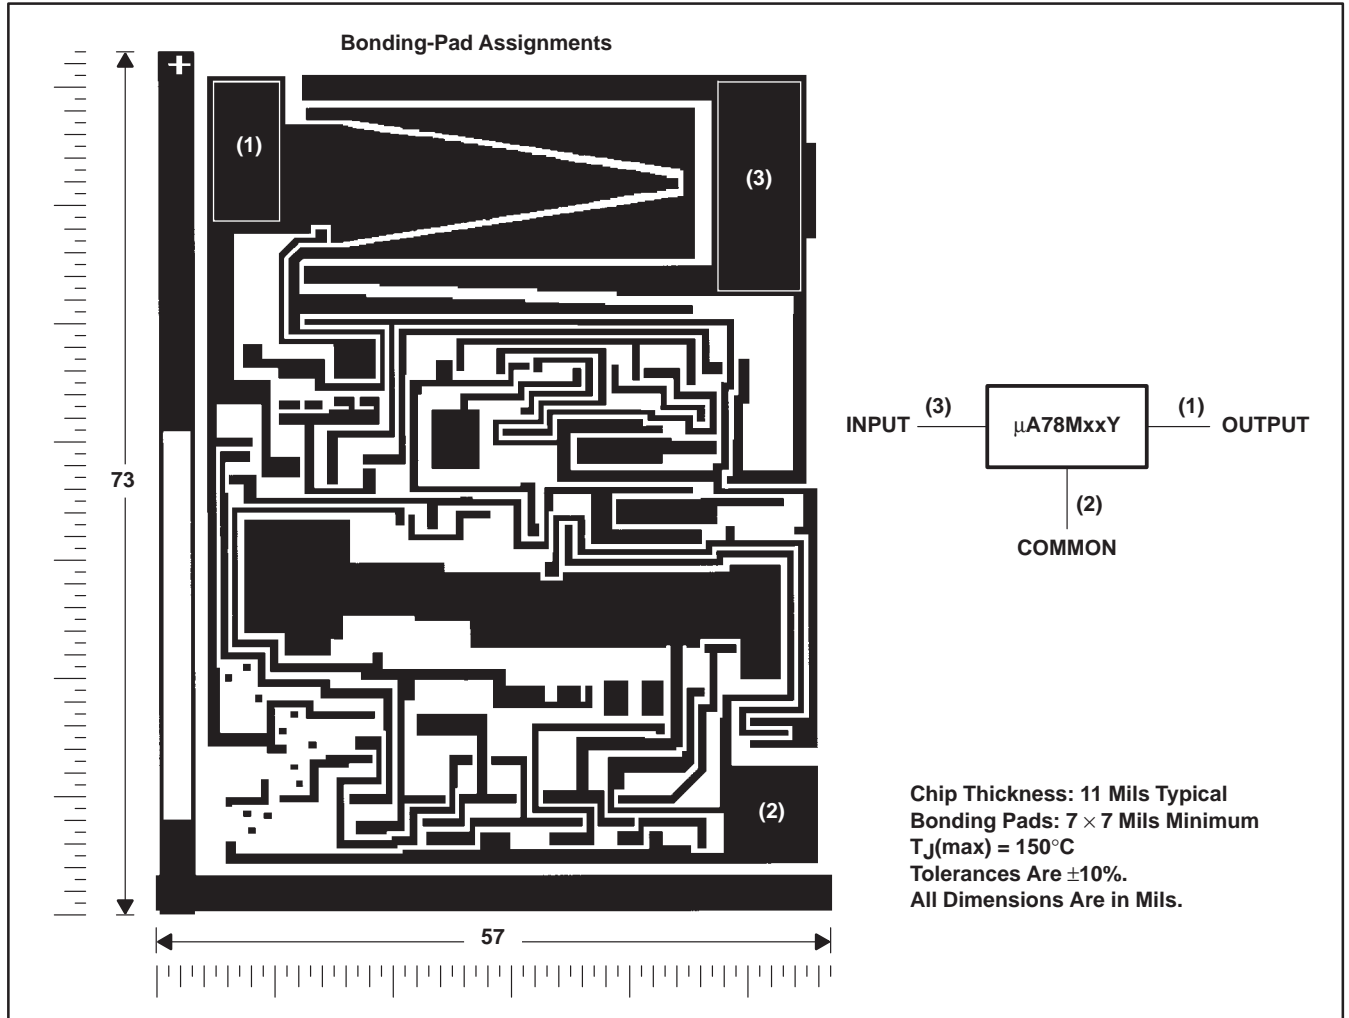 Bonding-Pad Assignments
(1)
(3)
73
57
(2)
INPUT
(3)
μA78MxxY
(1)
OUTPUT
(2)
COMMON
Chip Thickness: 11 Mils Typical
Bonding Pads: 7 × 7 Mils Minimum
TJ(max) = 150°C
Tolerances Are ±10%.
All Dimensions Are in Mils.